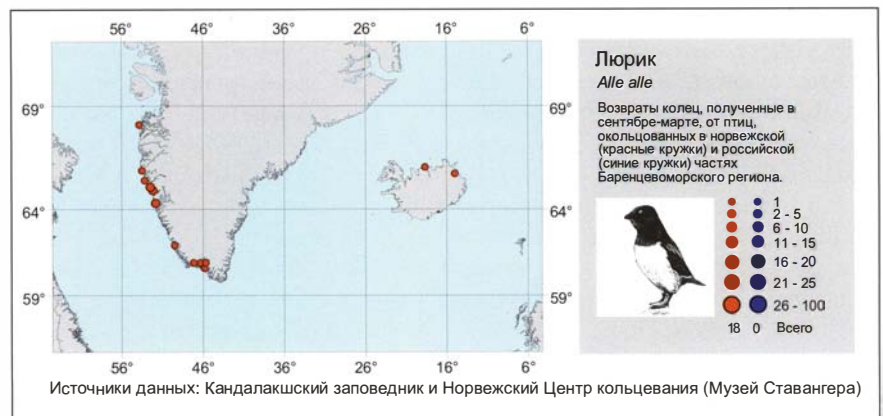 56° 46° 36° 26° 16° 6°
69° 69°
64° 64°
59° 59°
56° 46° 36° 26° 16° 6°
Люрик
Alle alle
Возвраты колец, полученные в
сентябре-марте, от птиц,
окольцованных в норвежской
(красные кружки) и российской
(синие кружки) частях
Баренцевоморского региона.
1
2 - 5
6 - 10
11 - 15
16 - 20
21 - 25
26 - 100
18 0 Всего
Источники данных: Кандалакшский заповедник и Норвежский Центр кольцевания (Музей Ставангера)